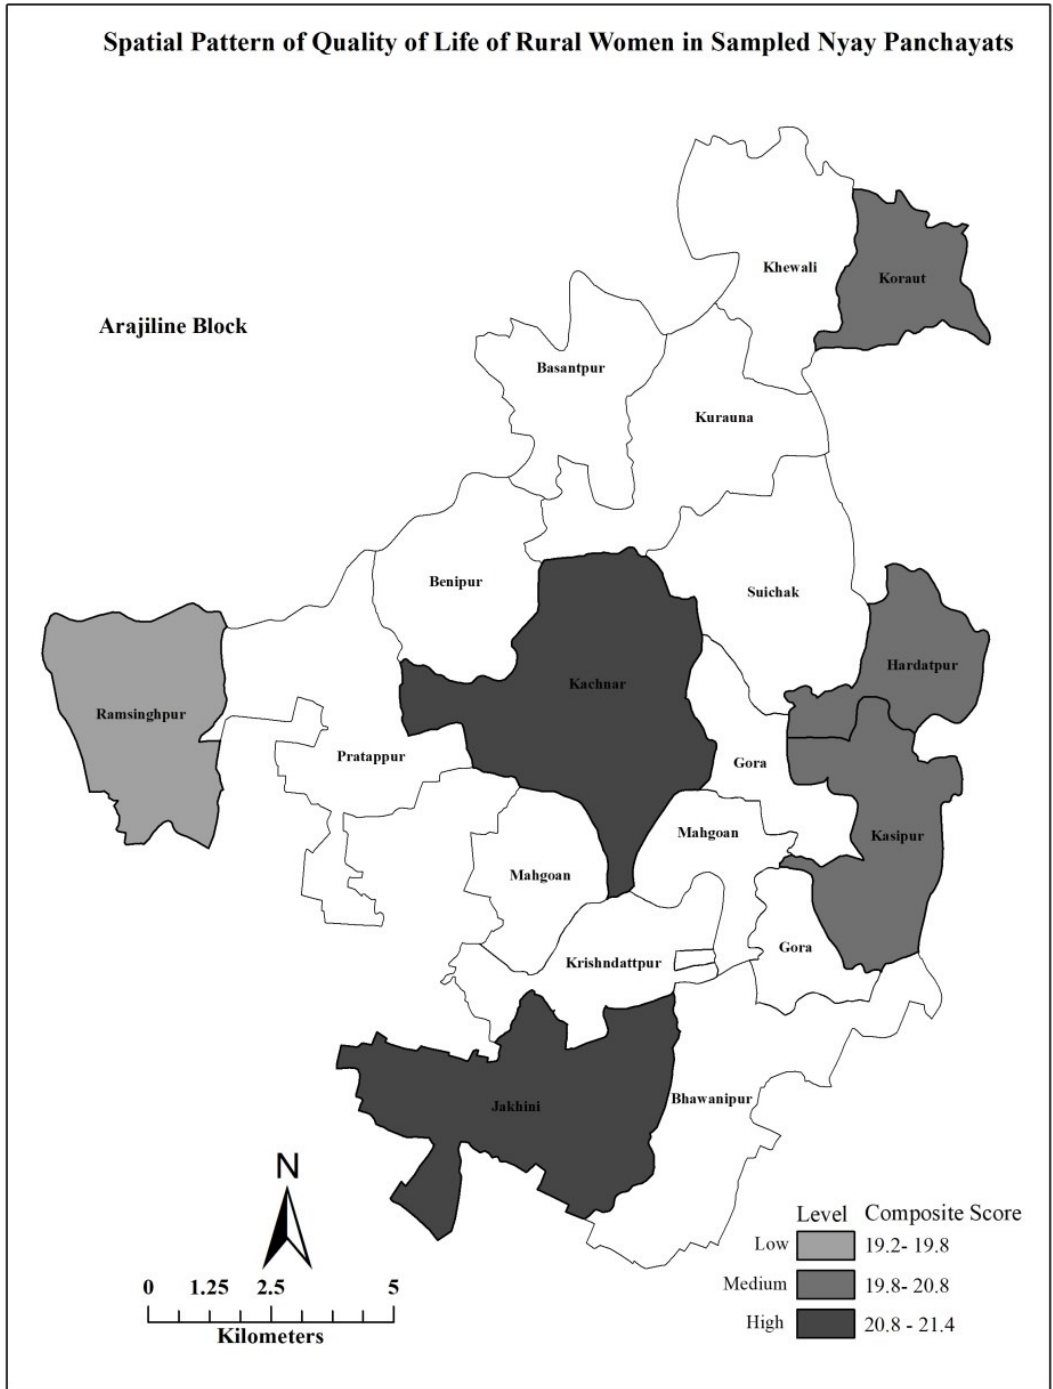 Spatial Pattern of Quality of Life of Rural Women in Sampled Nyay Panchayats
Khewali
Koraut
Arajiline Block
Basantpur
Kurauna
Benipur
Suichak
Hardatpur
Kachnar
Ramsinghpur
Pratappur
Gora
Mahgoan
Kasipur
Mahgoan
Gora
Krishndattpur
Bhawanipur
Jakhini
N
Level Composite Score
Low 19.2- 19.8
Medium 19.8- 20.8
High 20.8 - 21.4
0 1.25 2.5 5
Kilometers